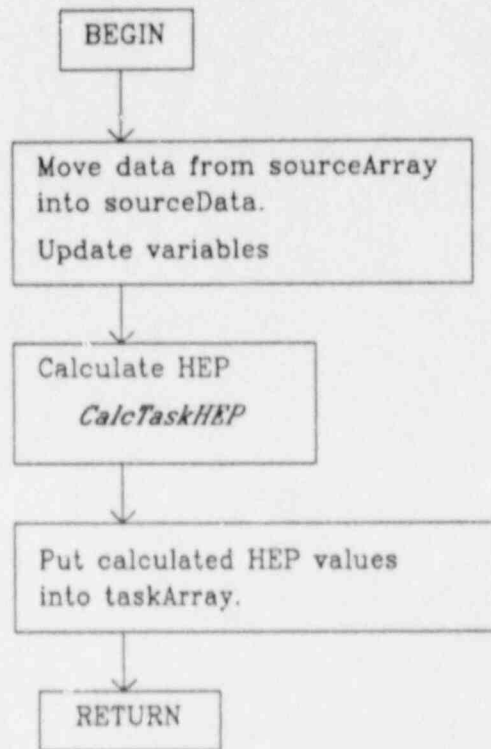 BEGIN
Move data from sourceArray
into sourceData.
Update variables
Calculate HEP
CalcTaskHEP
Put calculated HEP values
into taskArray.
RETURN